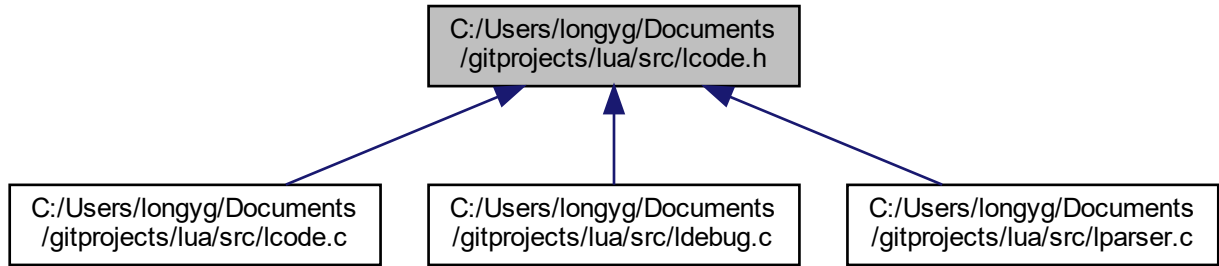 C:/Users/longyg/Documents
/gitprojects/lua/src/lcode.h
C:/Users/longyg/Documents
/gitprojects/lua/src/lcode.c
C:/Users/longyg/Documents
/gitprojects/lua/src/ldebug.c
C:/Users/longyg/Documents
/gitprojects/lua/src/lparser.c